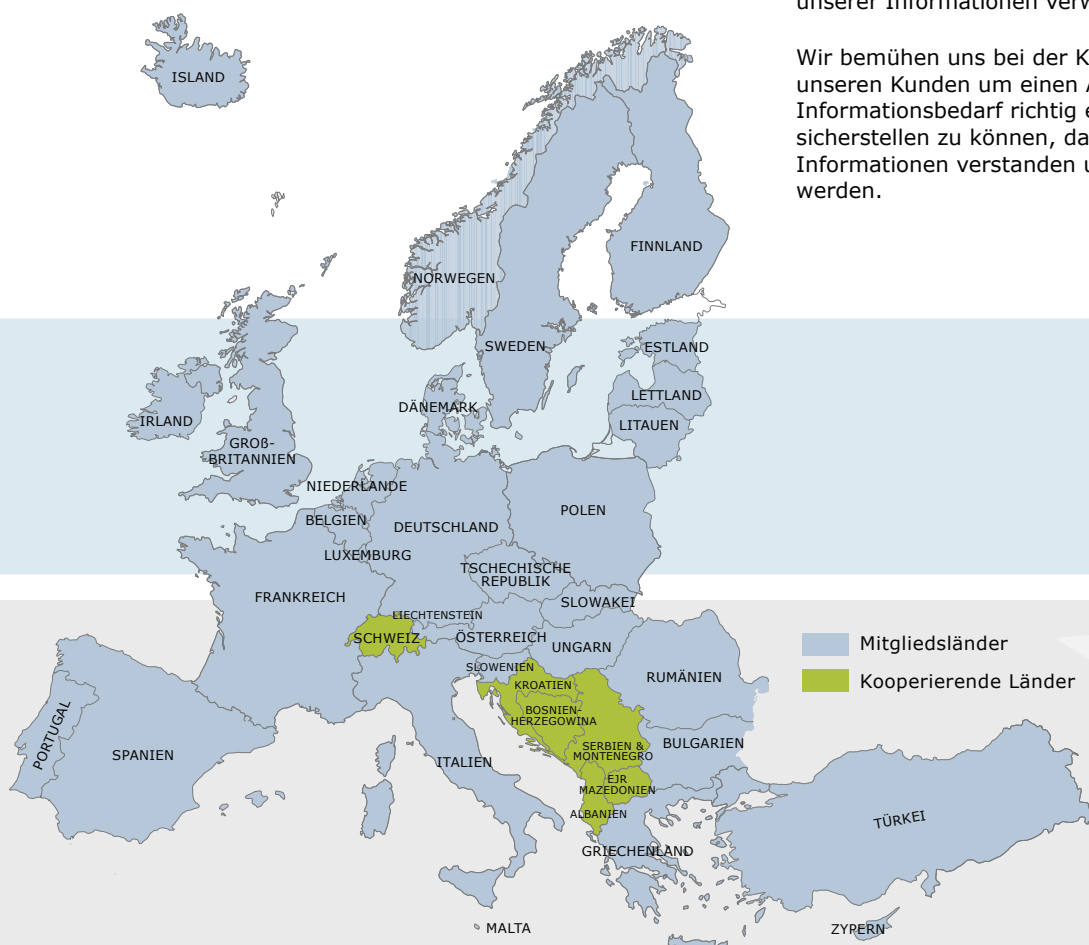 unserer Informationen
Wir bemühen uns bei der
unseren Kunden um einen
Informationsbedarf richtig
sicherstellen zu können,
Informationen verstanden
werden.
ISLAND
FINNLAND
NORWEGEN
SWEDEN
ESTLAND
LETTLAND
DÄNEMARK
LITAUEN
IRLAND
GROß-
BRITANNIEN
NIEDERLANDE
POLEN
BELGIEN
DEUTSCHLAND
LUXEMBURG
TSCHECHISCHE
REPUBLIK
FRANKREICH
SLOWAKEI
LIECHTENSTEIN
SCHWEIZ
ÖSTERREICH
UNGARN
Mitgliedsländer
SLOWENIEN
RUMÄNIEN
Kooperierende Länder
KROATIEN
BOSNIEN-
HERZEGOWINA
PORTUGAL
SPANIEN
ITALIEN
SERBIEN &
MONTENEGRO
BULGARIEN
EJR
MAZEDONIEN
ALBANIEN
TÜRKEI
GRIECHENLAND
MALTA
ZYPERN